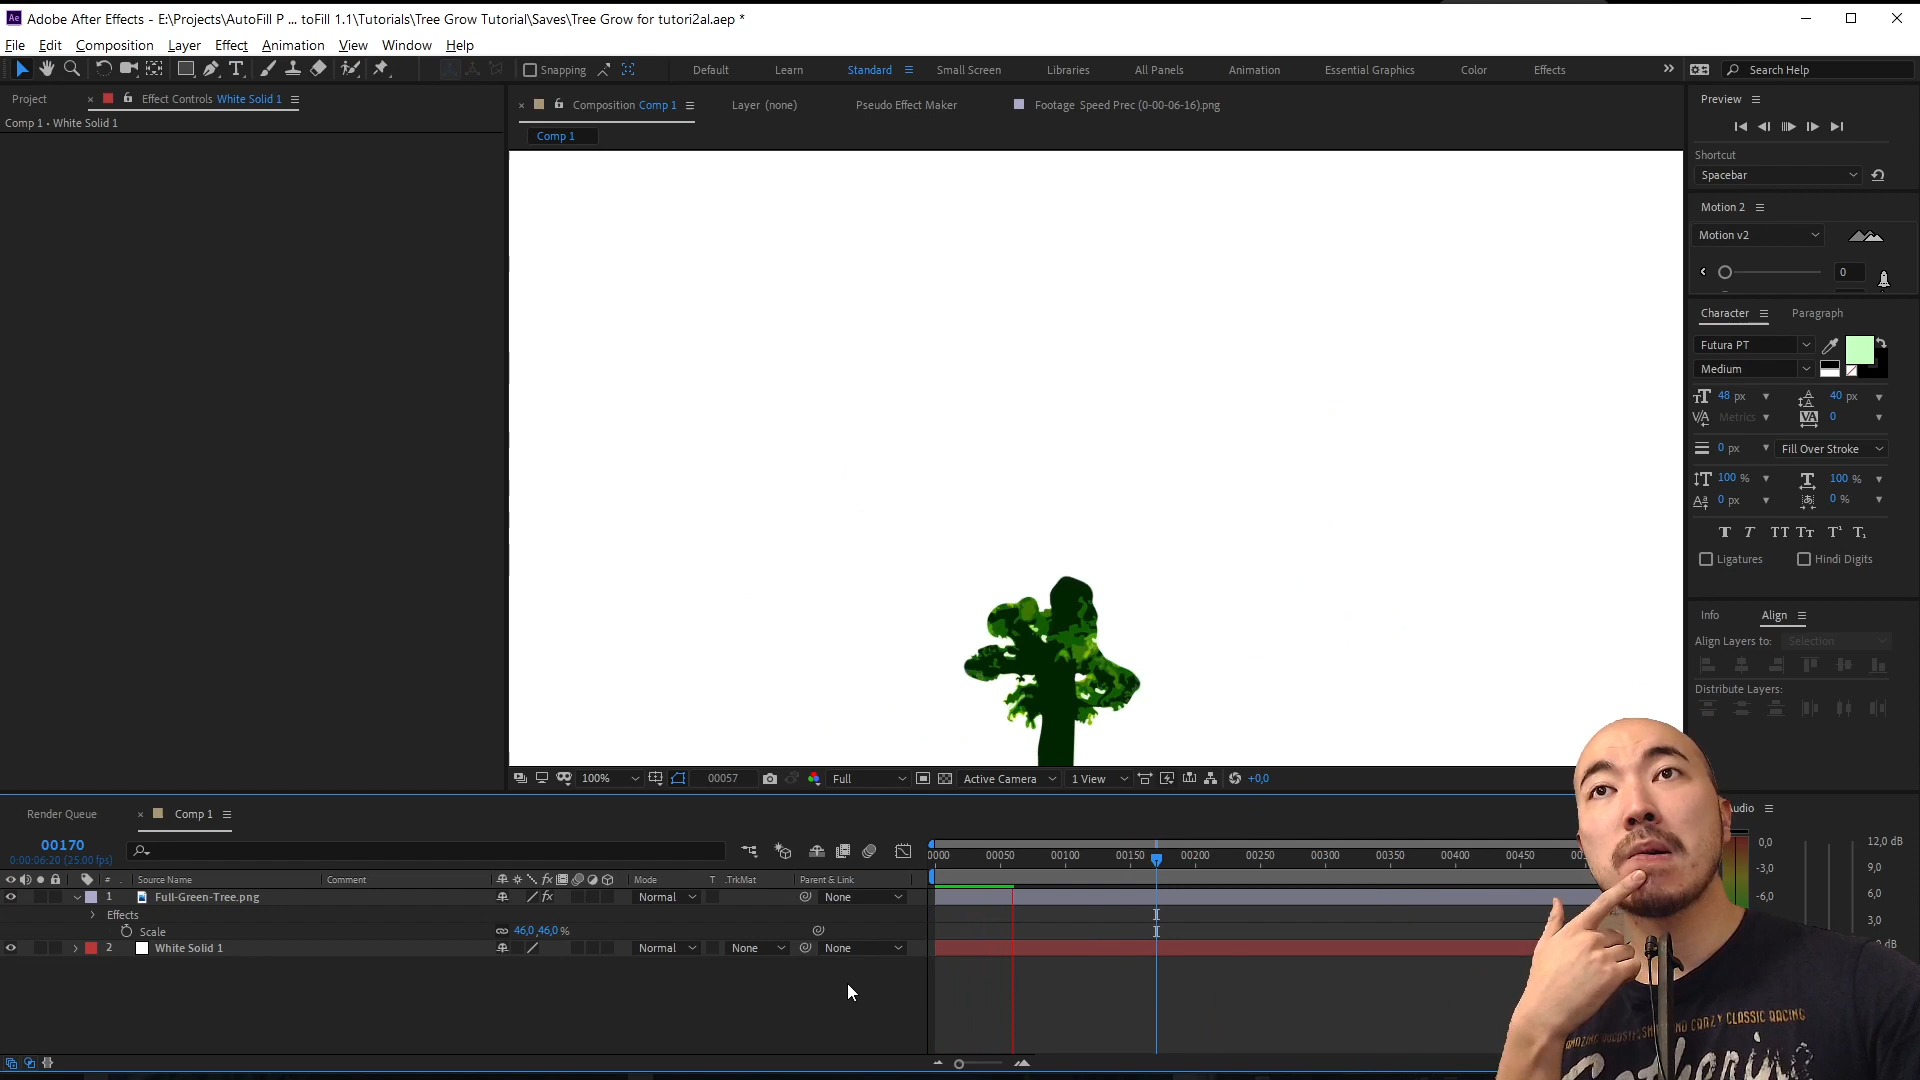 Adobe After Effects - E:\Projects\AutoFill P ... toFill 1.1\Tutorials\Tree Grow Tutorial\Saves\Tree Grow for tutori2al.aep *
File Edit Composition Layer Effect Animation View Window Help
Snapping Default Learn Standard Small Screen Libraries All Panels Animation Essential Graphics Color Effects Search Help
Project Effect Controls White Solid 1
Comp 1 • White Solid 1
Composition Comp 1 Layer (none) Pseudo Effect Maker Footage Speed Prec (0-00-06-16).png
Comp 1
Preview
Shortcut
Spacebar
Motion 2
Motion v2
0
Character Paragraph
Futura PT
Medium
48 px 40 px
Metrics 0
0 px Fill Over Stroke
100 % 100 %
0 px 0 %
Ligatures Hindi Digits
Info Align
Align Layers to: Selection
Distribute Layers:
100% 00057 Full Active Camera 1 View +0,0
Render Queue Comp 1
00170
0:00:06:20 (25.00 fps)
0000 00050 00100 00150 00200 00250 00300 00350 00400 00450
# Source Name Comment Mode T .TrkMat Parent & Link
1 Full-Green-Tree.png Normal None
Effects
Scale 46,0,46,0 %
2 White Solid 1 Normal None None
udio
0,0 12,0 dB
-3,0 9,0
-6,0 6,0
3,0
dB
AND CRAZY CLASSIC RACING
Gathering